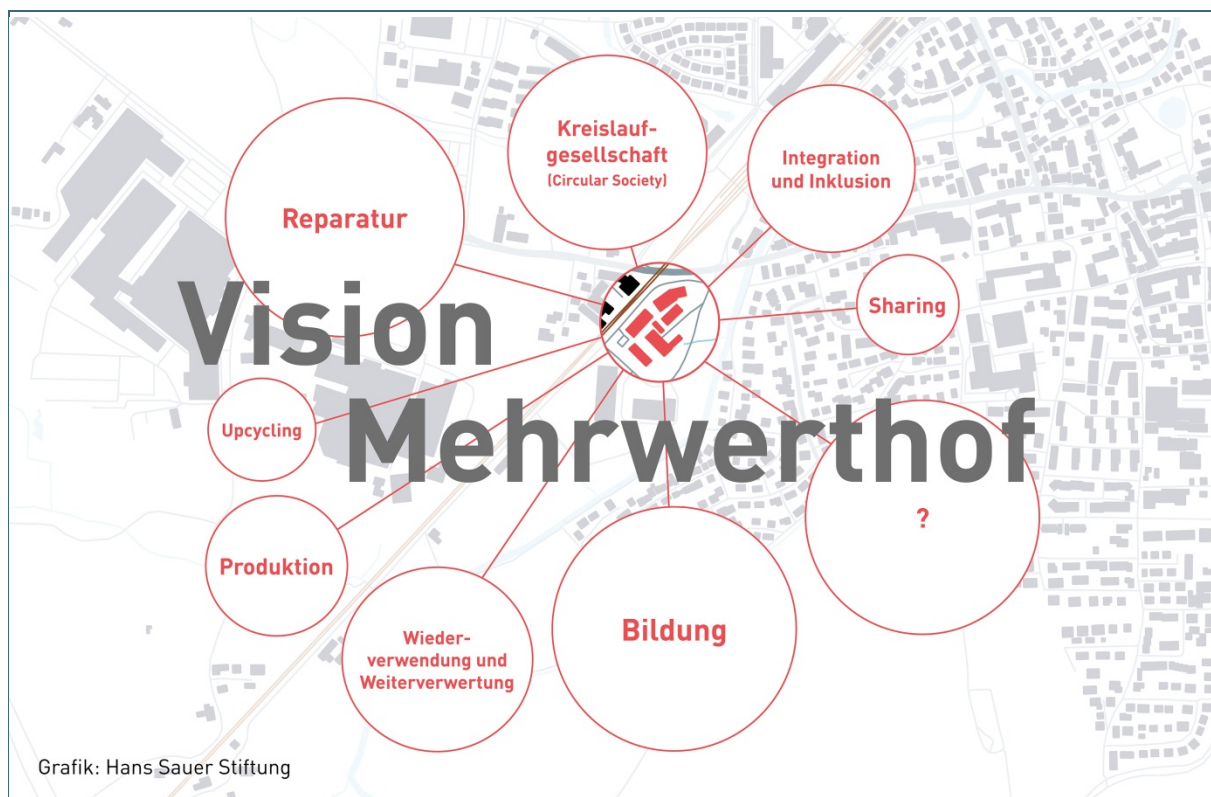 Kreislauf-
gesellschaft
(Circular Society)
Integration
und Inklusion
Reparatur
Sharing
Vision
Mehrwerthof
Upcycling
?
Produktion
Bildung
Wieder-
verwendung und
Weiterverwertung
Grafik: Hans Sauer Stiftung